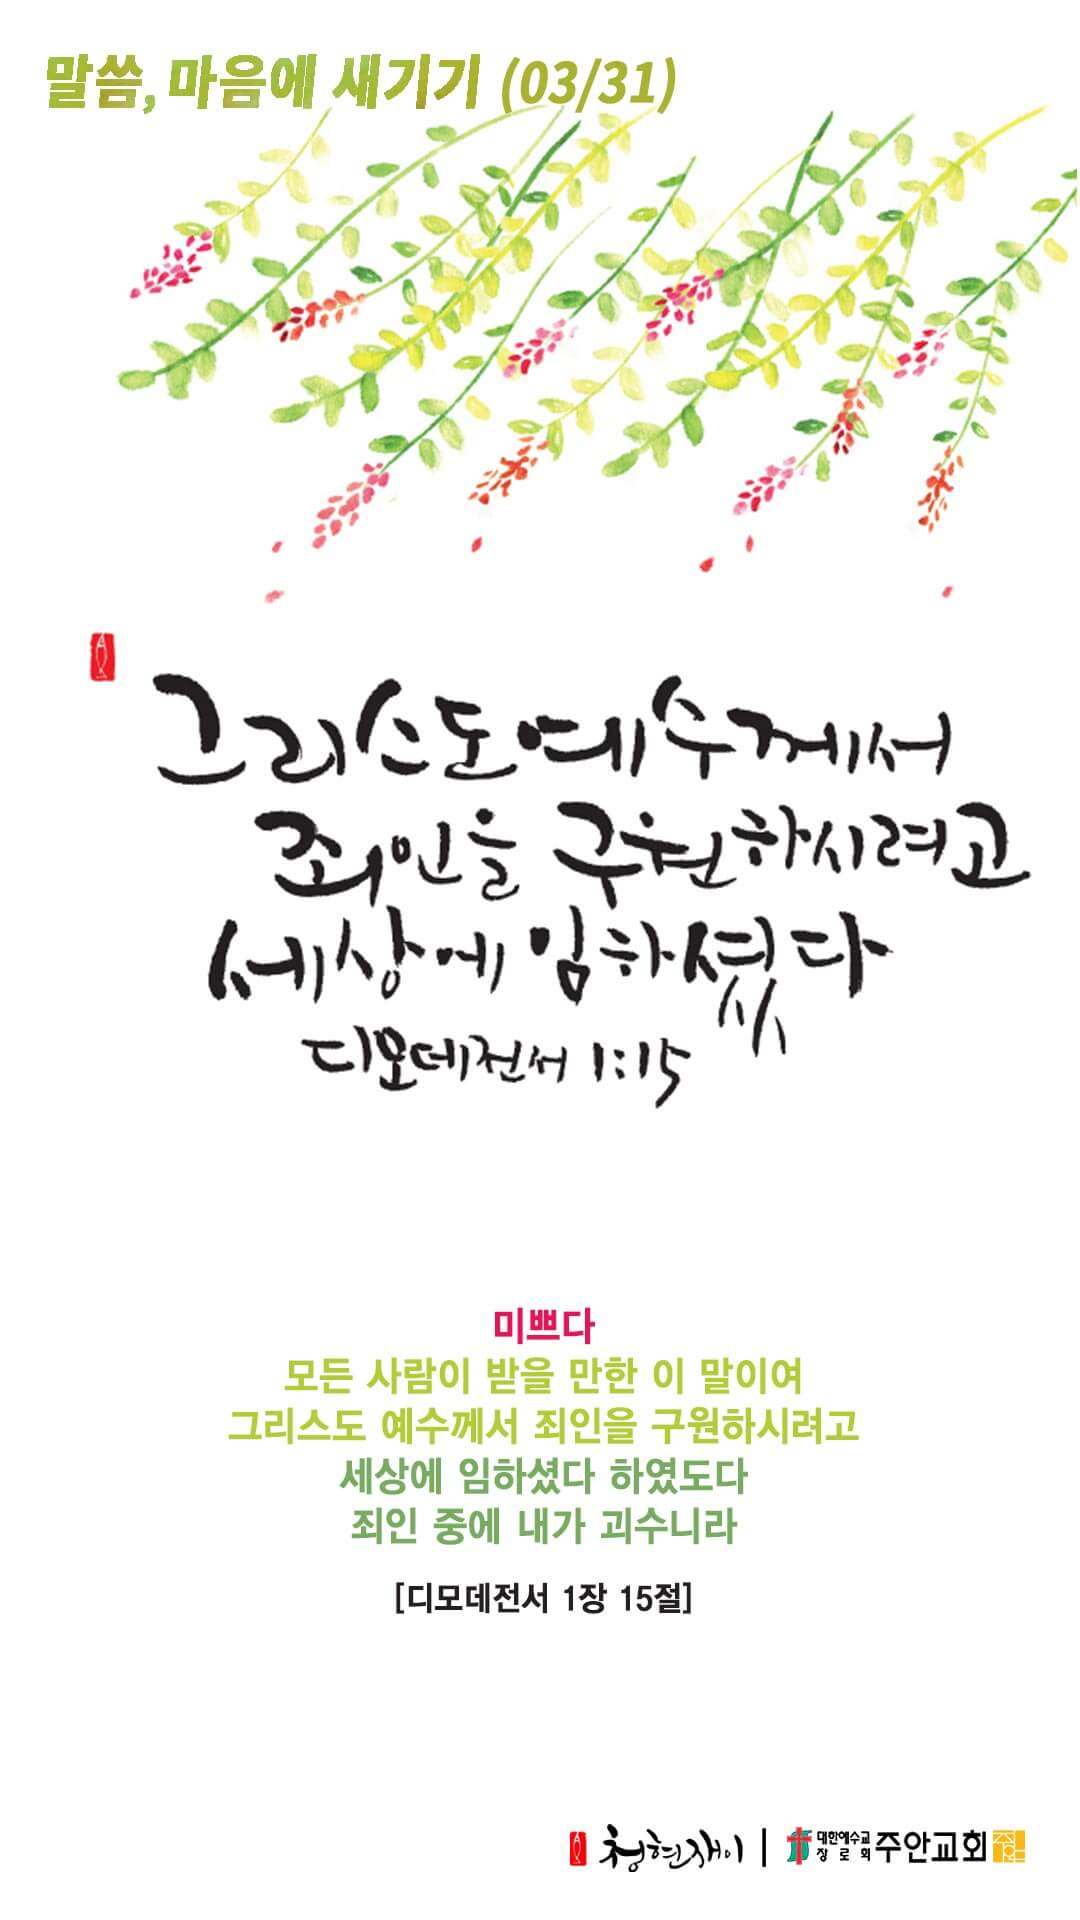 말씀, 마음에 새기기 (03/31)
그리스도 예수께서
죄인을 구원하시려고
세상에 임하셨다
디모데전서 1:15
미쁘다
모든 사람이 받을 만한 이 말이여
그리스도 예수께서 죄인을 구원하시려고
세상에 임하셨다 하였도다
죄인 중에 내가 괴수니라
[디모데전서 1장 15절]
청현재이 | 대한예수교 장로회 주안교회